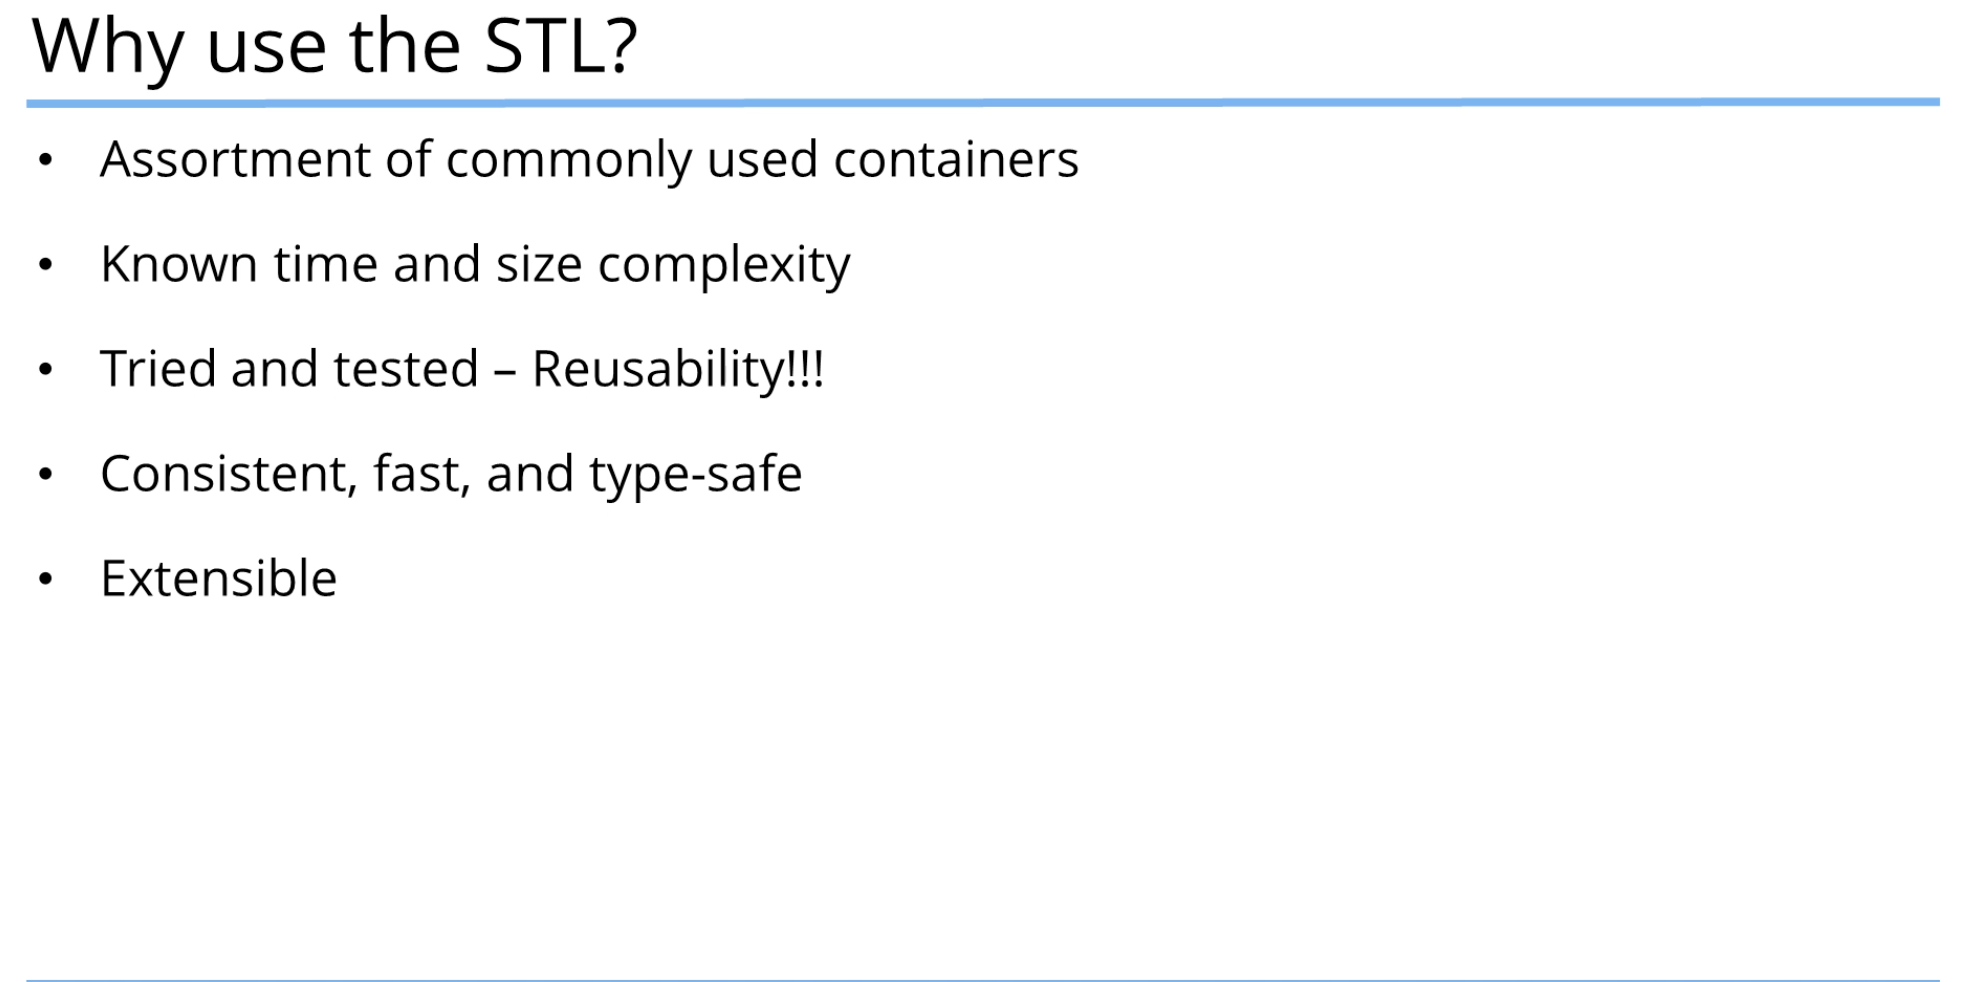 Why use the STL?
• Assortment of commonly used containers
• Known time and size complexity
• Tried and tested – Reusability!!!
• Consistent, fast, and type-safe
• Extensible